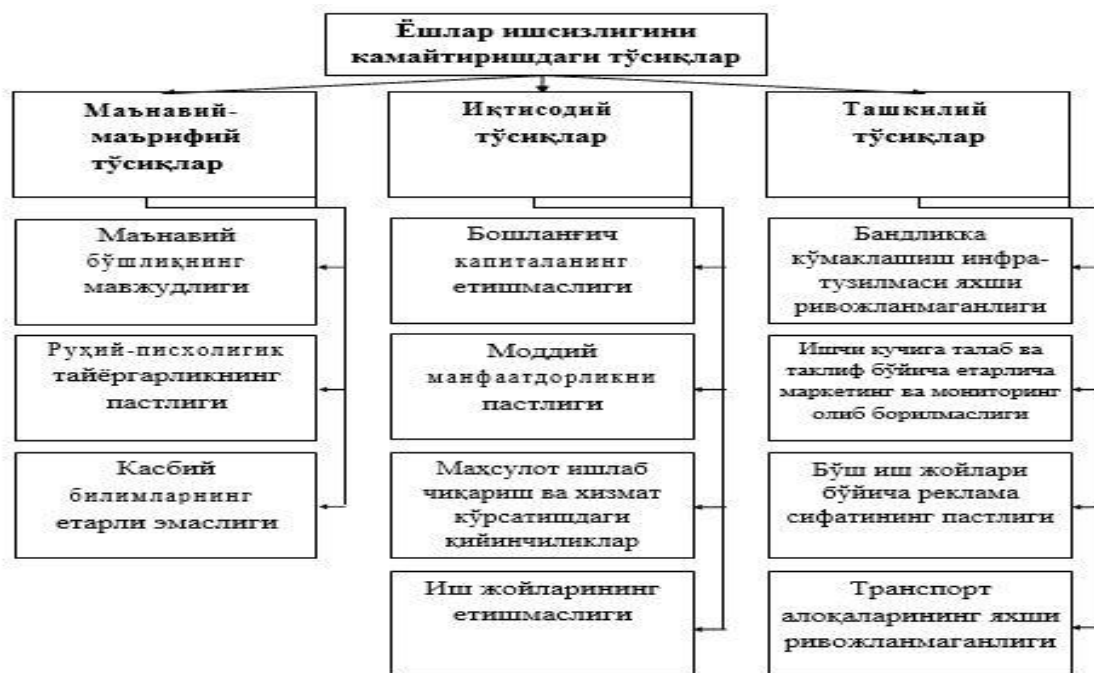 Ёшлар ишсизлигини
камайтиришдаги тўсиқлар
Маънавий-
маърифий
тўсиқлар
Маънавий
бўшлиқнинг
мавжудлиги
Руҳий-писхолигик
тайёргарликнинг
пастлиги
Касбий
билимларнинг
етарли эмаслиги
Иқтисодий
тўсиқлар
Бошланғич
капиталанинг
етишмаслиги
Моддий
манфаатдорликни
пастлиги
Маҳсулот ишлаб
чиқариш ва хизмат
кўрсатишдаги
қийинчиликлар
Иш жойларининг
етишмаслиги
Ташкилий
тўсиқлар
Бандликка
кўмаклашиш инфра-
тузилмаси яхши
ривожланмаганлиги
Ишчи кучига талаб ва
таклиф бўйича етарлича
маркетинг ва мониторинг
олиб борилмаслиги
Бўш иш жойлари
бўйича реклама
сифатининг пастлиги
Транспорт
алоқаларининг яхши
ривожланмаганлиги